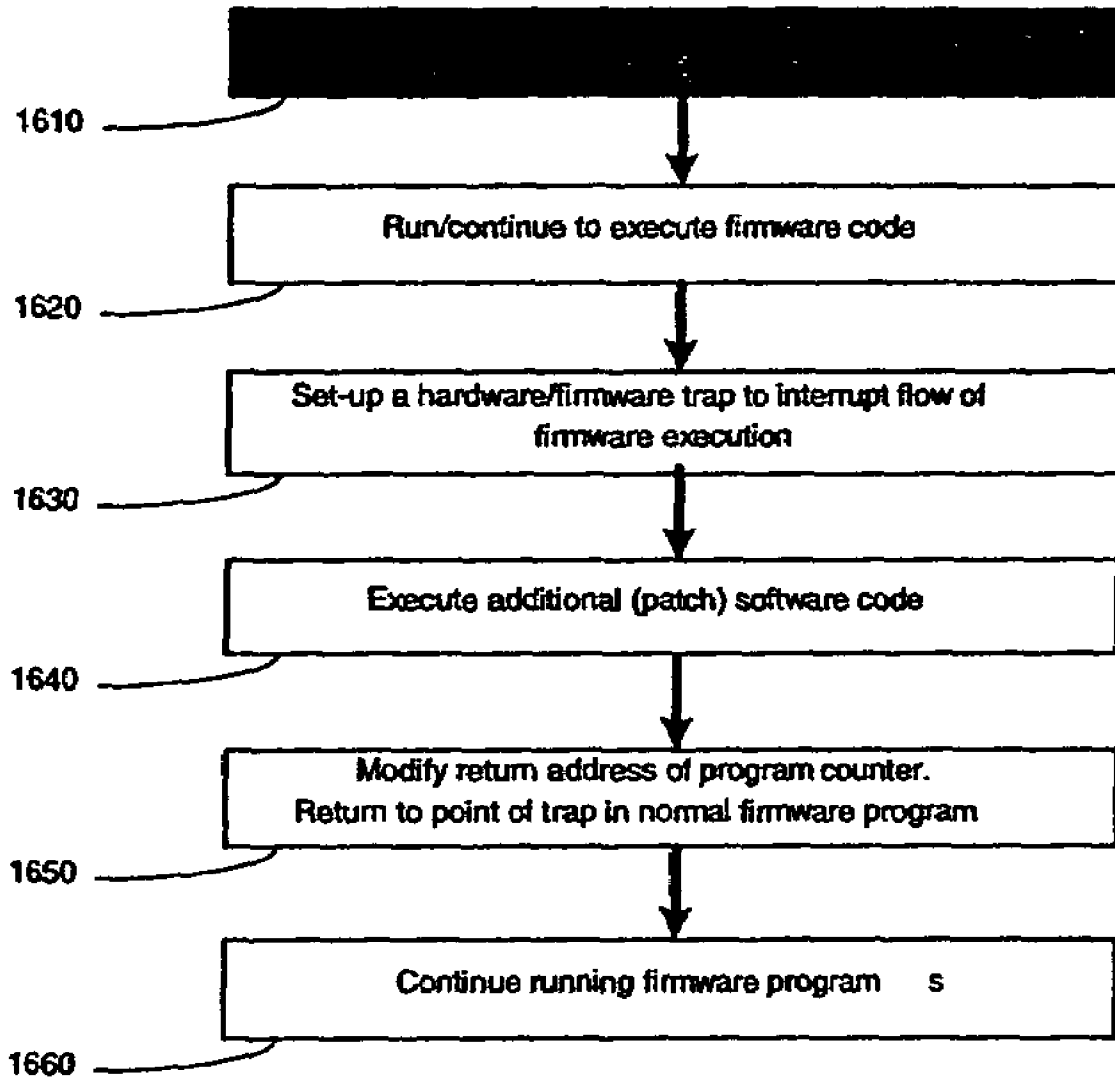 1610
Run/continue to execute firmware code
1620
Set-up a hardware/firmware trap to interrupt flow of
firmware execution
1630
Execute additional (patch) software code
1640
Modify return address of program counter.
Return to point of trap in normal firmware program
1650
Continue running firmware program s
1660